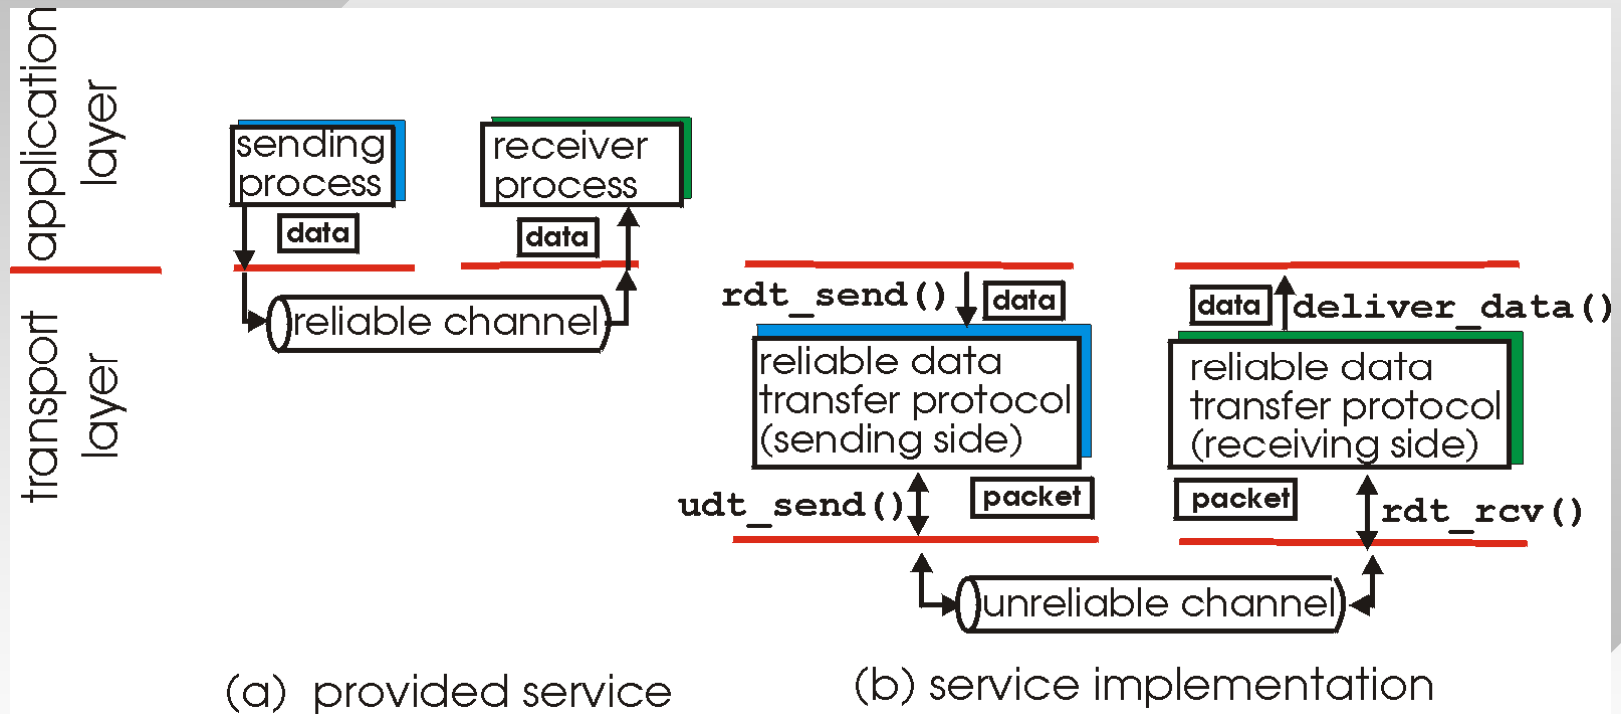 application
layer
transport
layer
sending
process
data
receiver
process
data
reliable channel
(a) provided service
rdt_send()
data
reliable data
transfer protocol
(sending side)
udt_send()
packet
data
deliver_data()
reliable data
transfer protocol
(receiving side)
packet
rdt_rcv()
unreliable channel
(b) service implementation